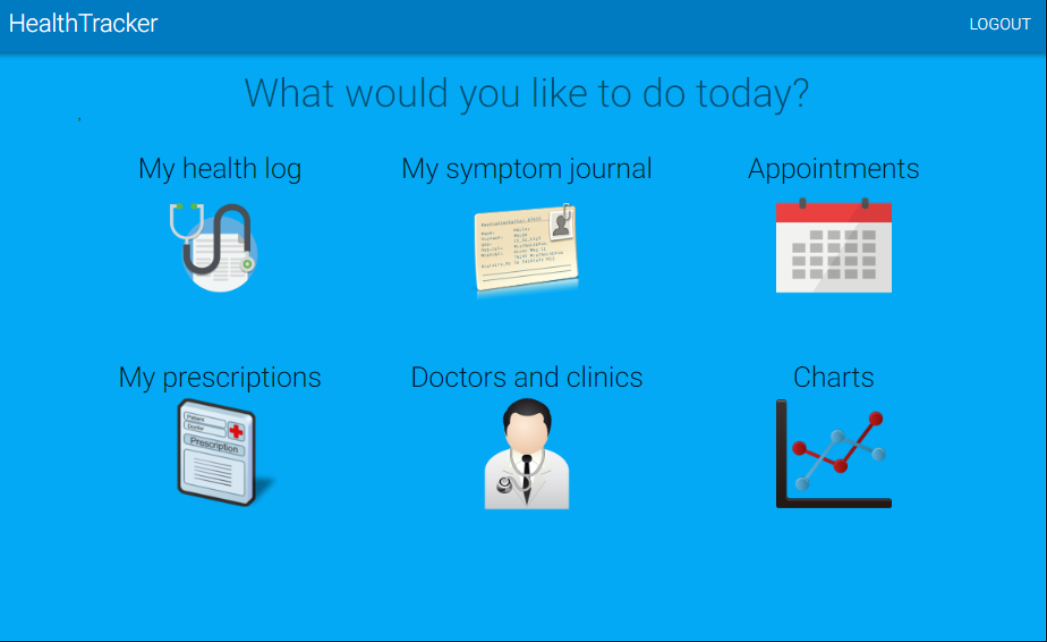 HealthTracker
LOGOUT
What would you like to do today?
My health log
My symptom journal
Appointments
My prescriptions
Doctors and clinics
Charts
Patient
Doctor
Prescription